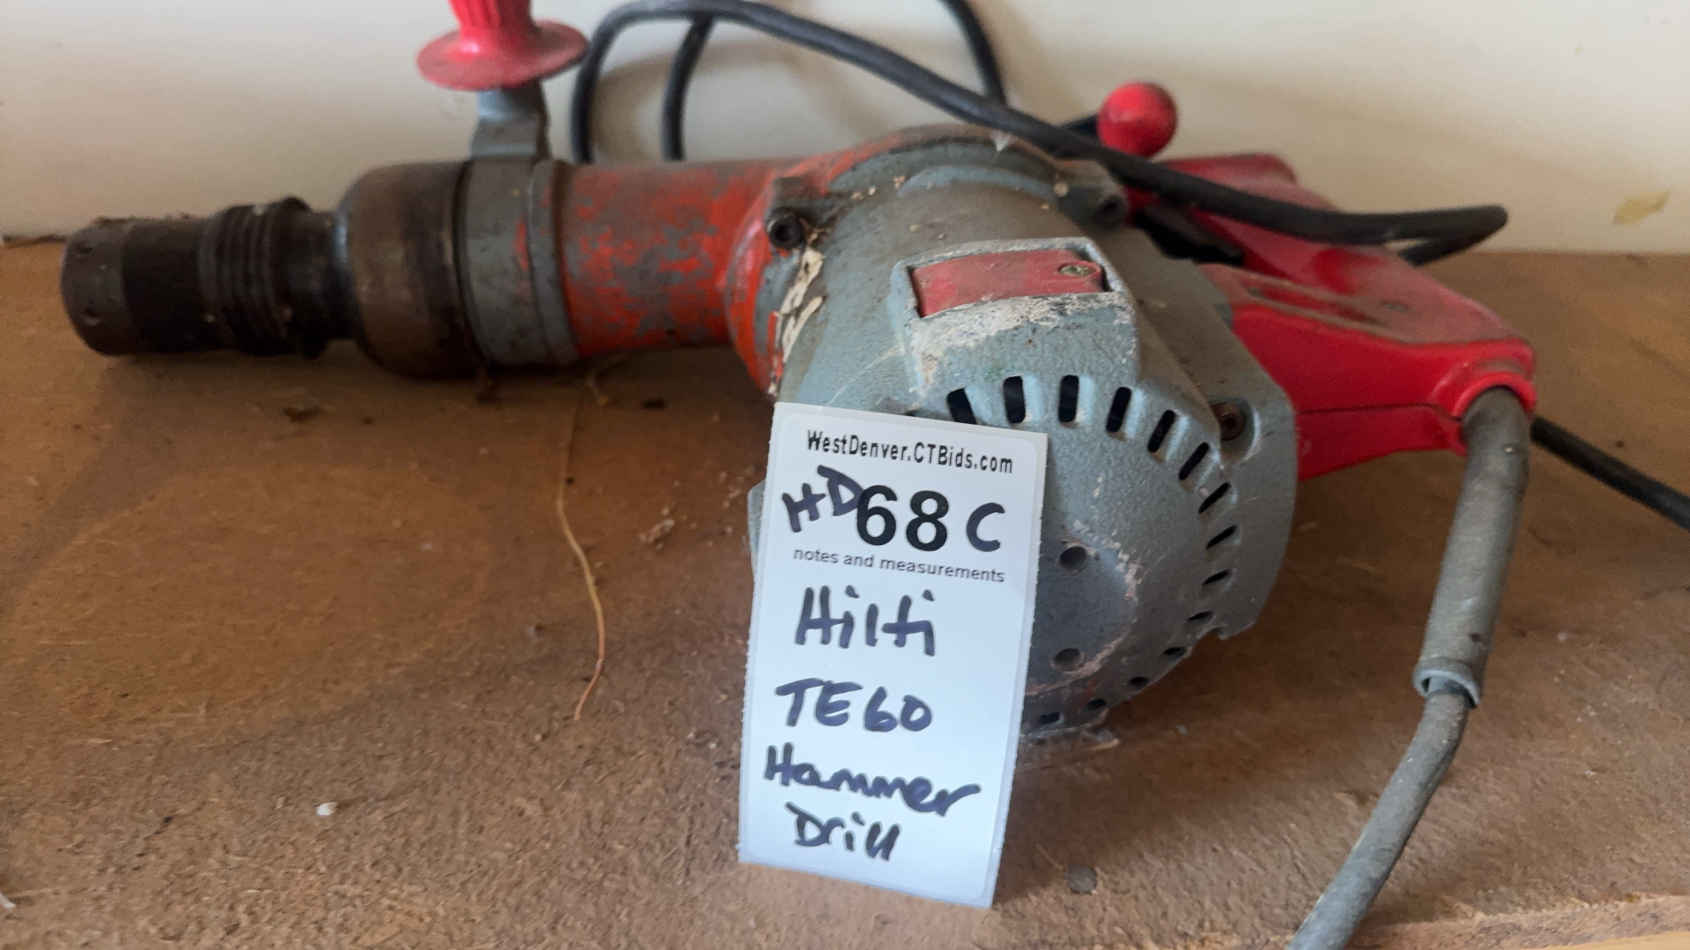 WestDenver.CTBids.com
HD68C
notes and measurements
Hilti
TE60
Hammer
Drill